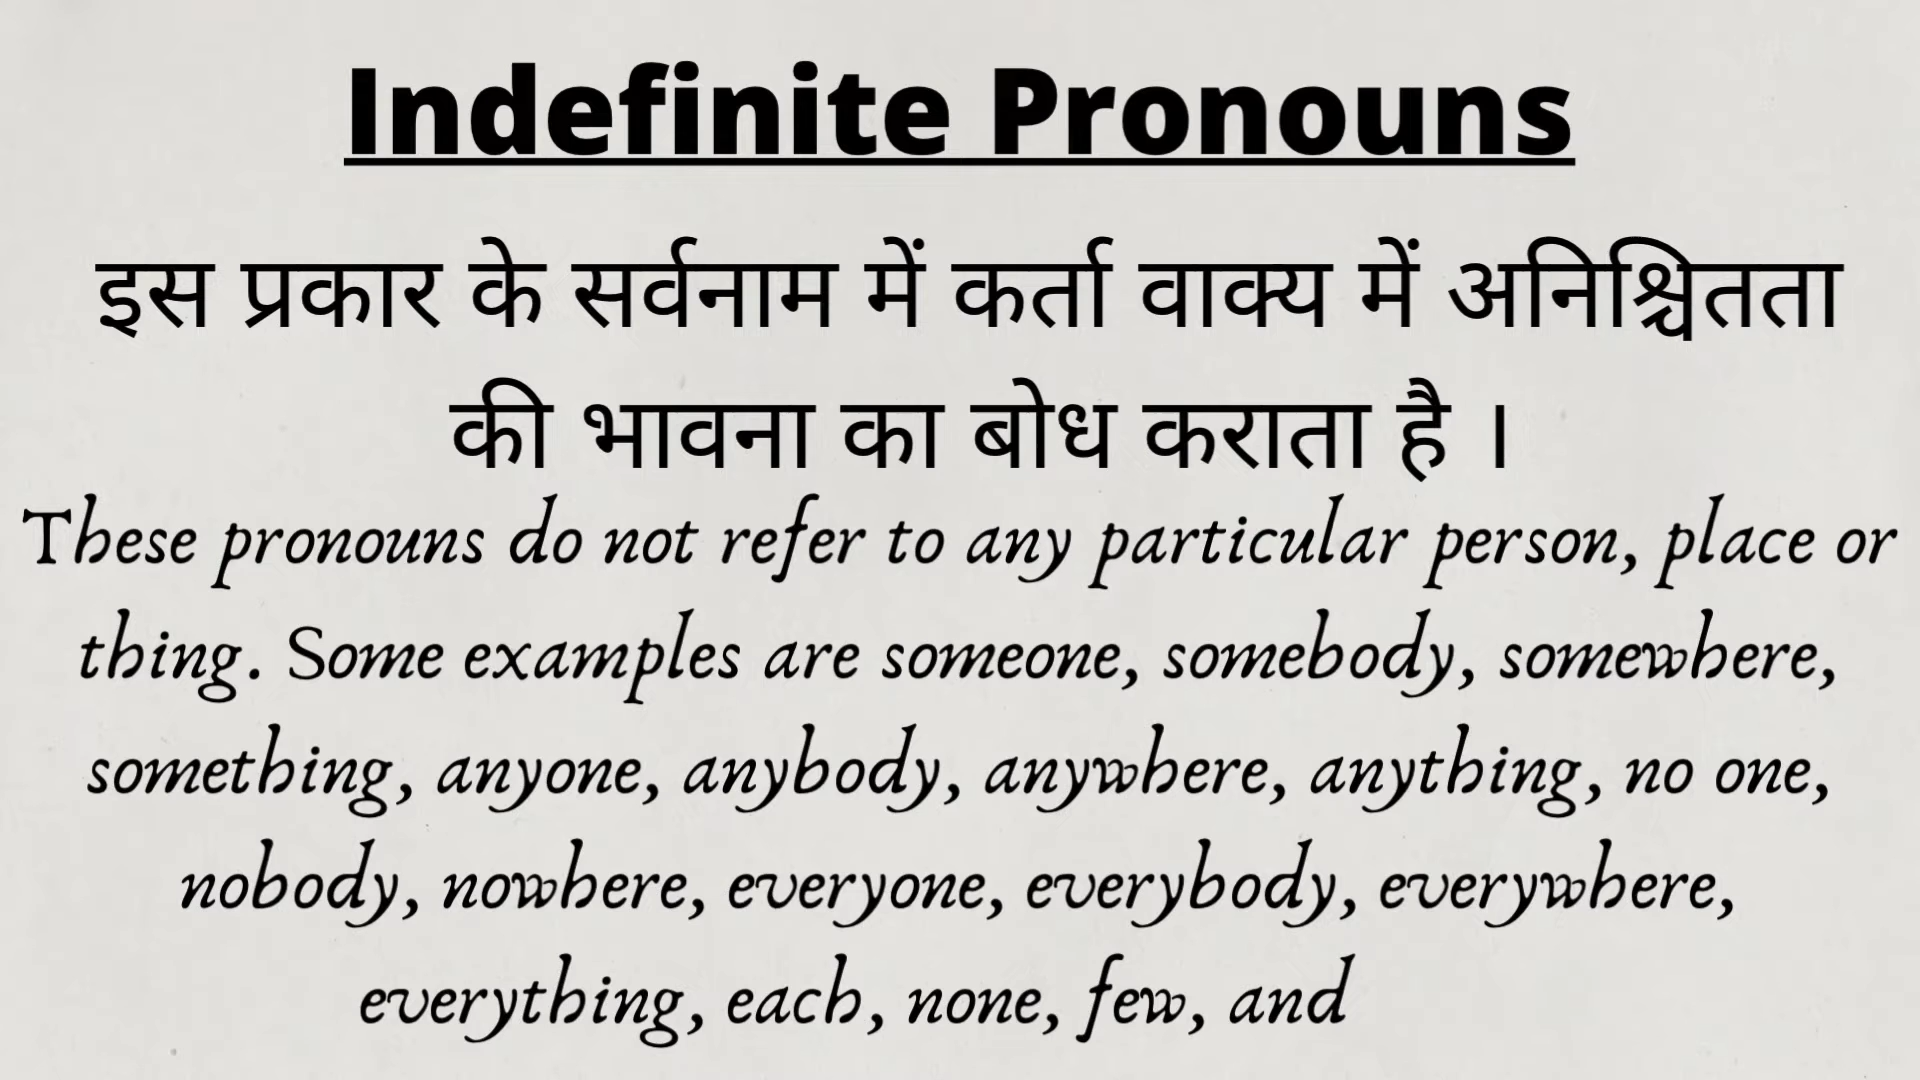 Indefinite Pronouns
इस प्रकार के सर्वनाम में कर्ता वाक्य में अनिश्चितता
की भावना का बोध कराता है ।
These pronouns do not refer to any particular person, place or
thing. Some examples are someone, somebody, somewhere,
something, anyone, anybody, anywhere, anything, no one,
nobody, nowhere, everyone, everybody, everywhere,
everything, each, none, few, and